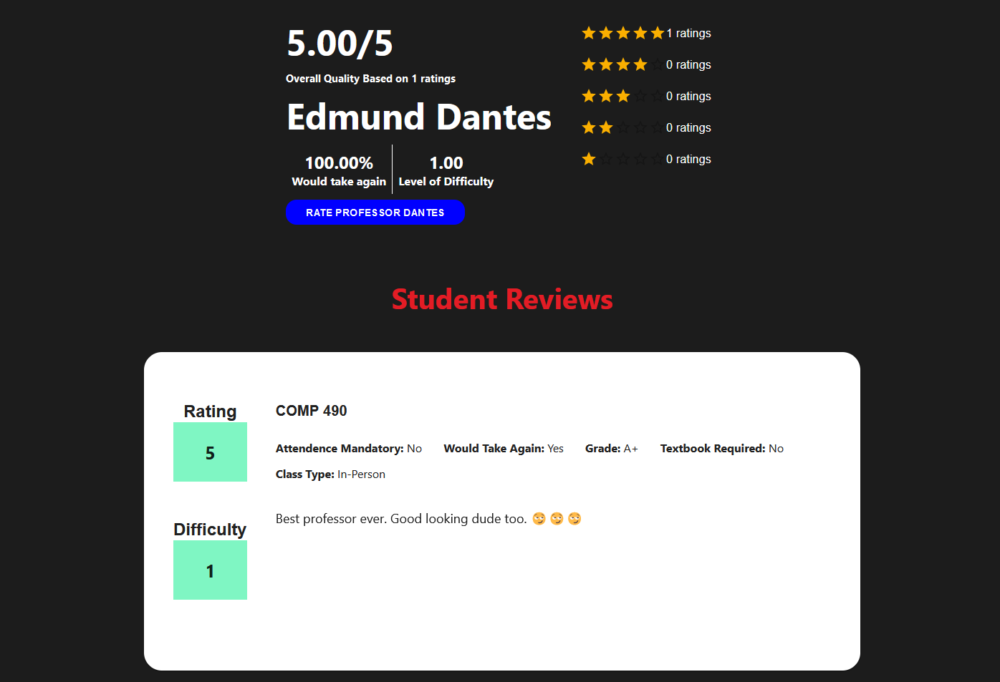 5.00/5
Overall Quality Based on 1 ratings
Edmund Dantes
100.00%
Would take again
1.00
Level of Difficulty
RATE PROFESSOR DANTES
1 ratings
0 ratings
0 ratings
0 ratings
0 ratings
Student Reviews
Rating
5
Difficulty
1
COMP 490
Attendence Mandatory: No Would Take Again: Yes Grade: A+ Textbook Required: No
Class Type: In-Person
Best professor ever. Good looking dude too. 🙄🙄🙄